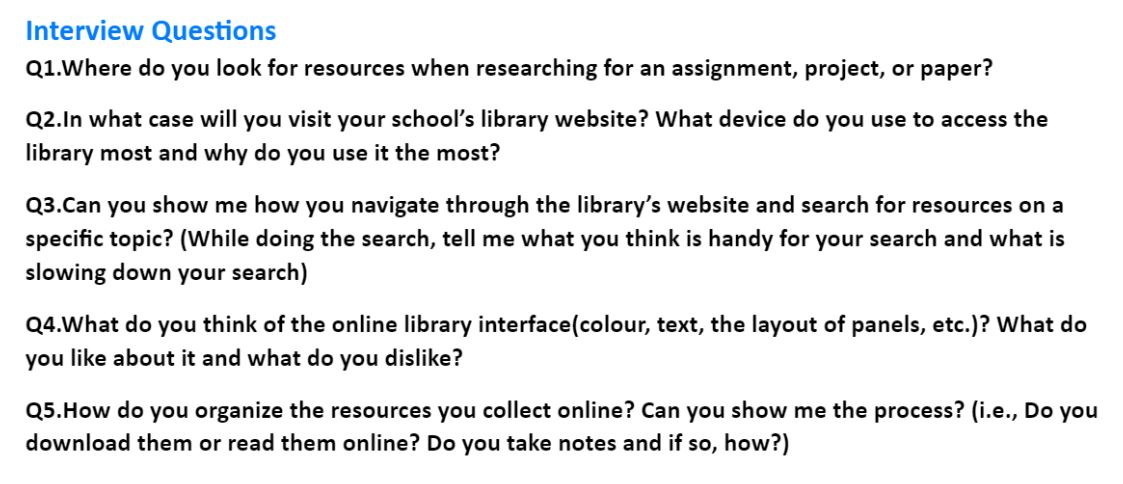 Interview Questions
Q1.Where do you look for resources when researching for an assignment, project, or paper?
Q2.In what case will you visit your school’s library website? What device do you use to access the
library most and why do you use it the most?
Q3.Can you show me how you navigate through the library’s website and search for resources on a
specific topic? (While doing the search, tell me what you think is handy for your search and what is
slowing down your search)
Q4.What do you think of the online library interface(colour, text, the layout of panels, etc.)? What do
you like about it and what do you dislike?
Q5.How do you organize the resources you collect online? Can you show me the process? (i.e., Do you
download them or read them online? Do you take notes and if so, how?)